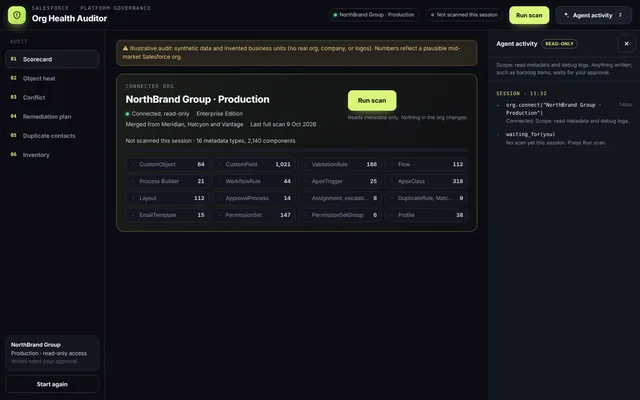 SALESFORCE · PLATFORM GOVERNANCE
Org Health Auditor
NorthBrand Group · Production
Not scanned this session
Run scan
Agent activity 2
AUDIT
01 Scorecard
02 Object heat
03 Conflict
04 Remediation plan
05 Duplicate contacts
06 Inventory
NorthBrand Group
Production · read-only access
Writes need your approval
Start again
⚠ Illustrative audit: synthetic data and invented business units (no real org, company, or logos). Numbers reflect a plausible mid-
market Salesforce org.
CONNECTED ORG
NorthBrand Group · Production
Connected, read-only Enterprise Edition
Merged from Meridian, Halcyon and Vantage Last full scan 9 Oct 2026
Run scan
Reads metadata only. Nothing in the org changes.
Not scanned this session · 16 metadata types, 2,140 components
CustomObject 64
CustomField 1,021
ValidationRule 186
Flow 112
Process Builder 21
WorkflowRule 44
ApexTrigger 25
ApexClass 318
Layout 112
ApprovalProcess 14
Assignment, escalati... 8
DuplicateRule, Matc... 9
EmailTemplate 15
PermissionSet 147
PermissionSetGroup 6
Profile 38
Agent activity READ-ONLY ×
Scope: read metadata and debug logs. Anything written,
such as backlog items, waits for your approval.
SESSION · 11:32
org.connect("NorthBrand Group ·
Production")
Connected. Scope: read metadata and debug logs.
waiting_for(you)
No scan yet this session. Press Run scan.